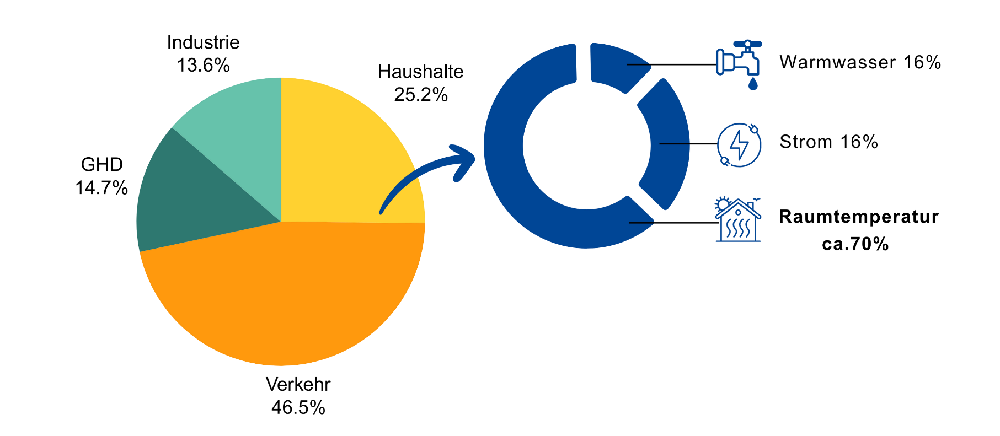 Industrie
13.6%
Haushalte
25.2%
GHD
14.7%
Verkehr
46.5%
Warmwasser 16%
Strom 16%
Raumtemperatur
ca.70%